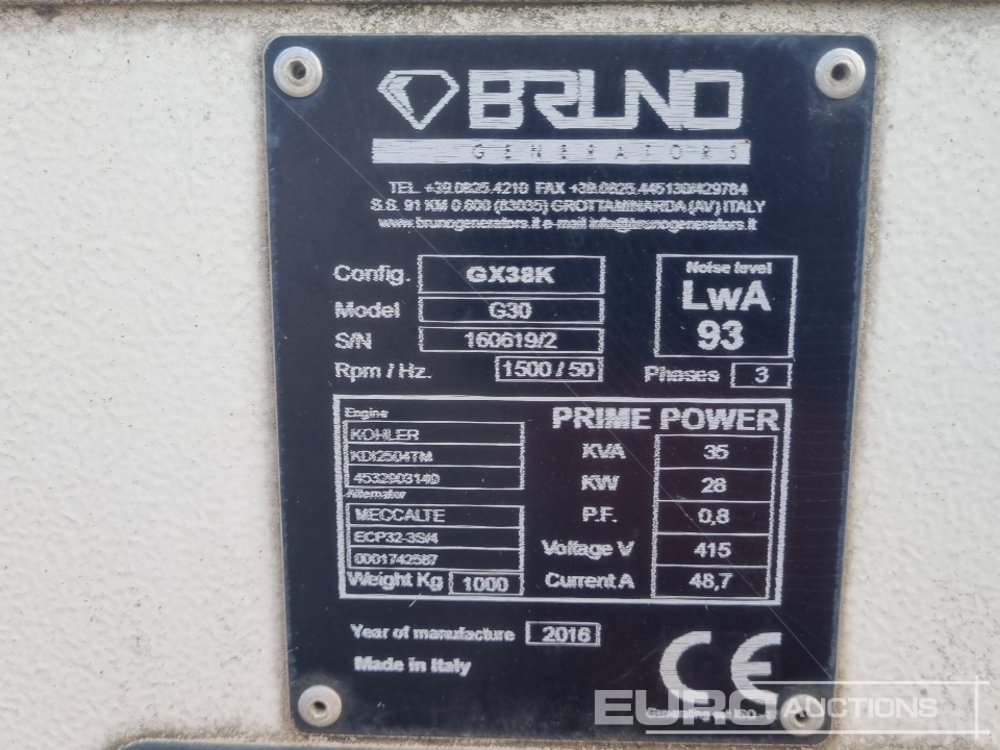 BRUNO
GENERATORS
TEL. +39.0825.4210 FAX +39.0825.445130/429784
S.S. 91 KM 0.800 (83035) GROTTAMINARDA (AV) ITALY
www.brunogenerators.it e-mail info@brunogenerators.it
Config. GX38K
Noise level
LwA
93
Model G30
S/N 160619/2
Rpm / Hz. 1500 / 50
Phases 3
Engine
KOHLER
KDI2504TM
4532903140
Alternator
MECCALTE
ECP32-3S/4
0001742587
Weight Kg 1000
PRIME POWER
KVA 35
KW 28
P.F. 0,8
Voltage V 415
Current A 48,7
Year of manufacture 2016
Made in Italy
CE
Generating set ISO
EURO AUCTIONS